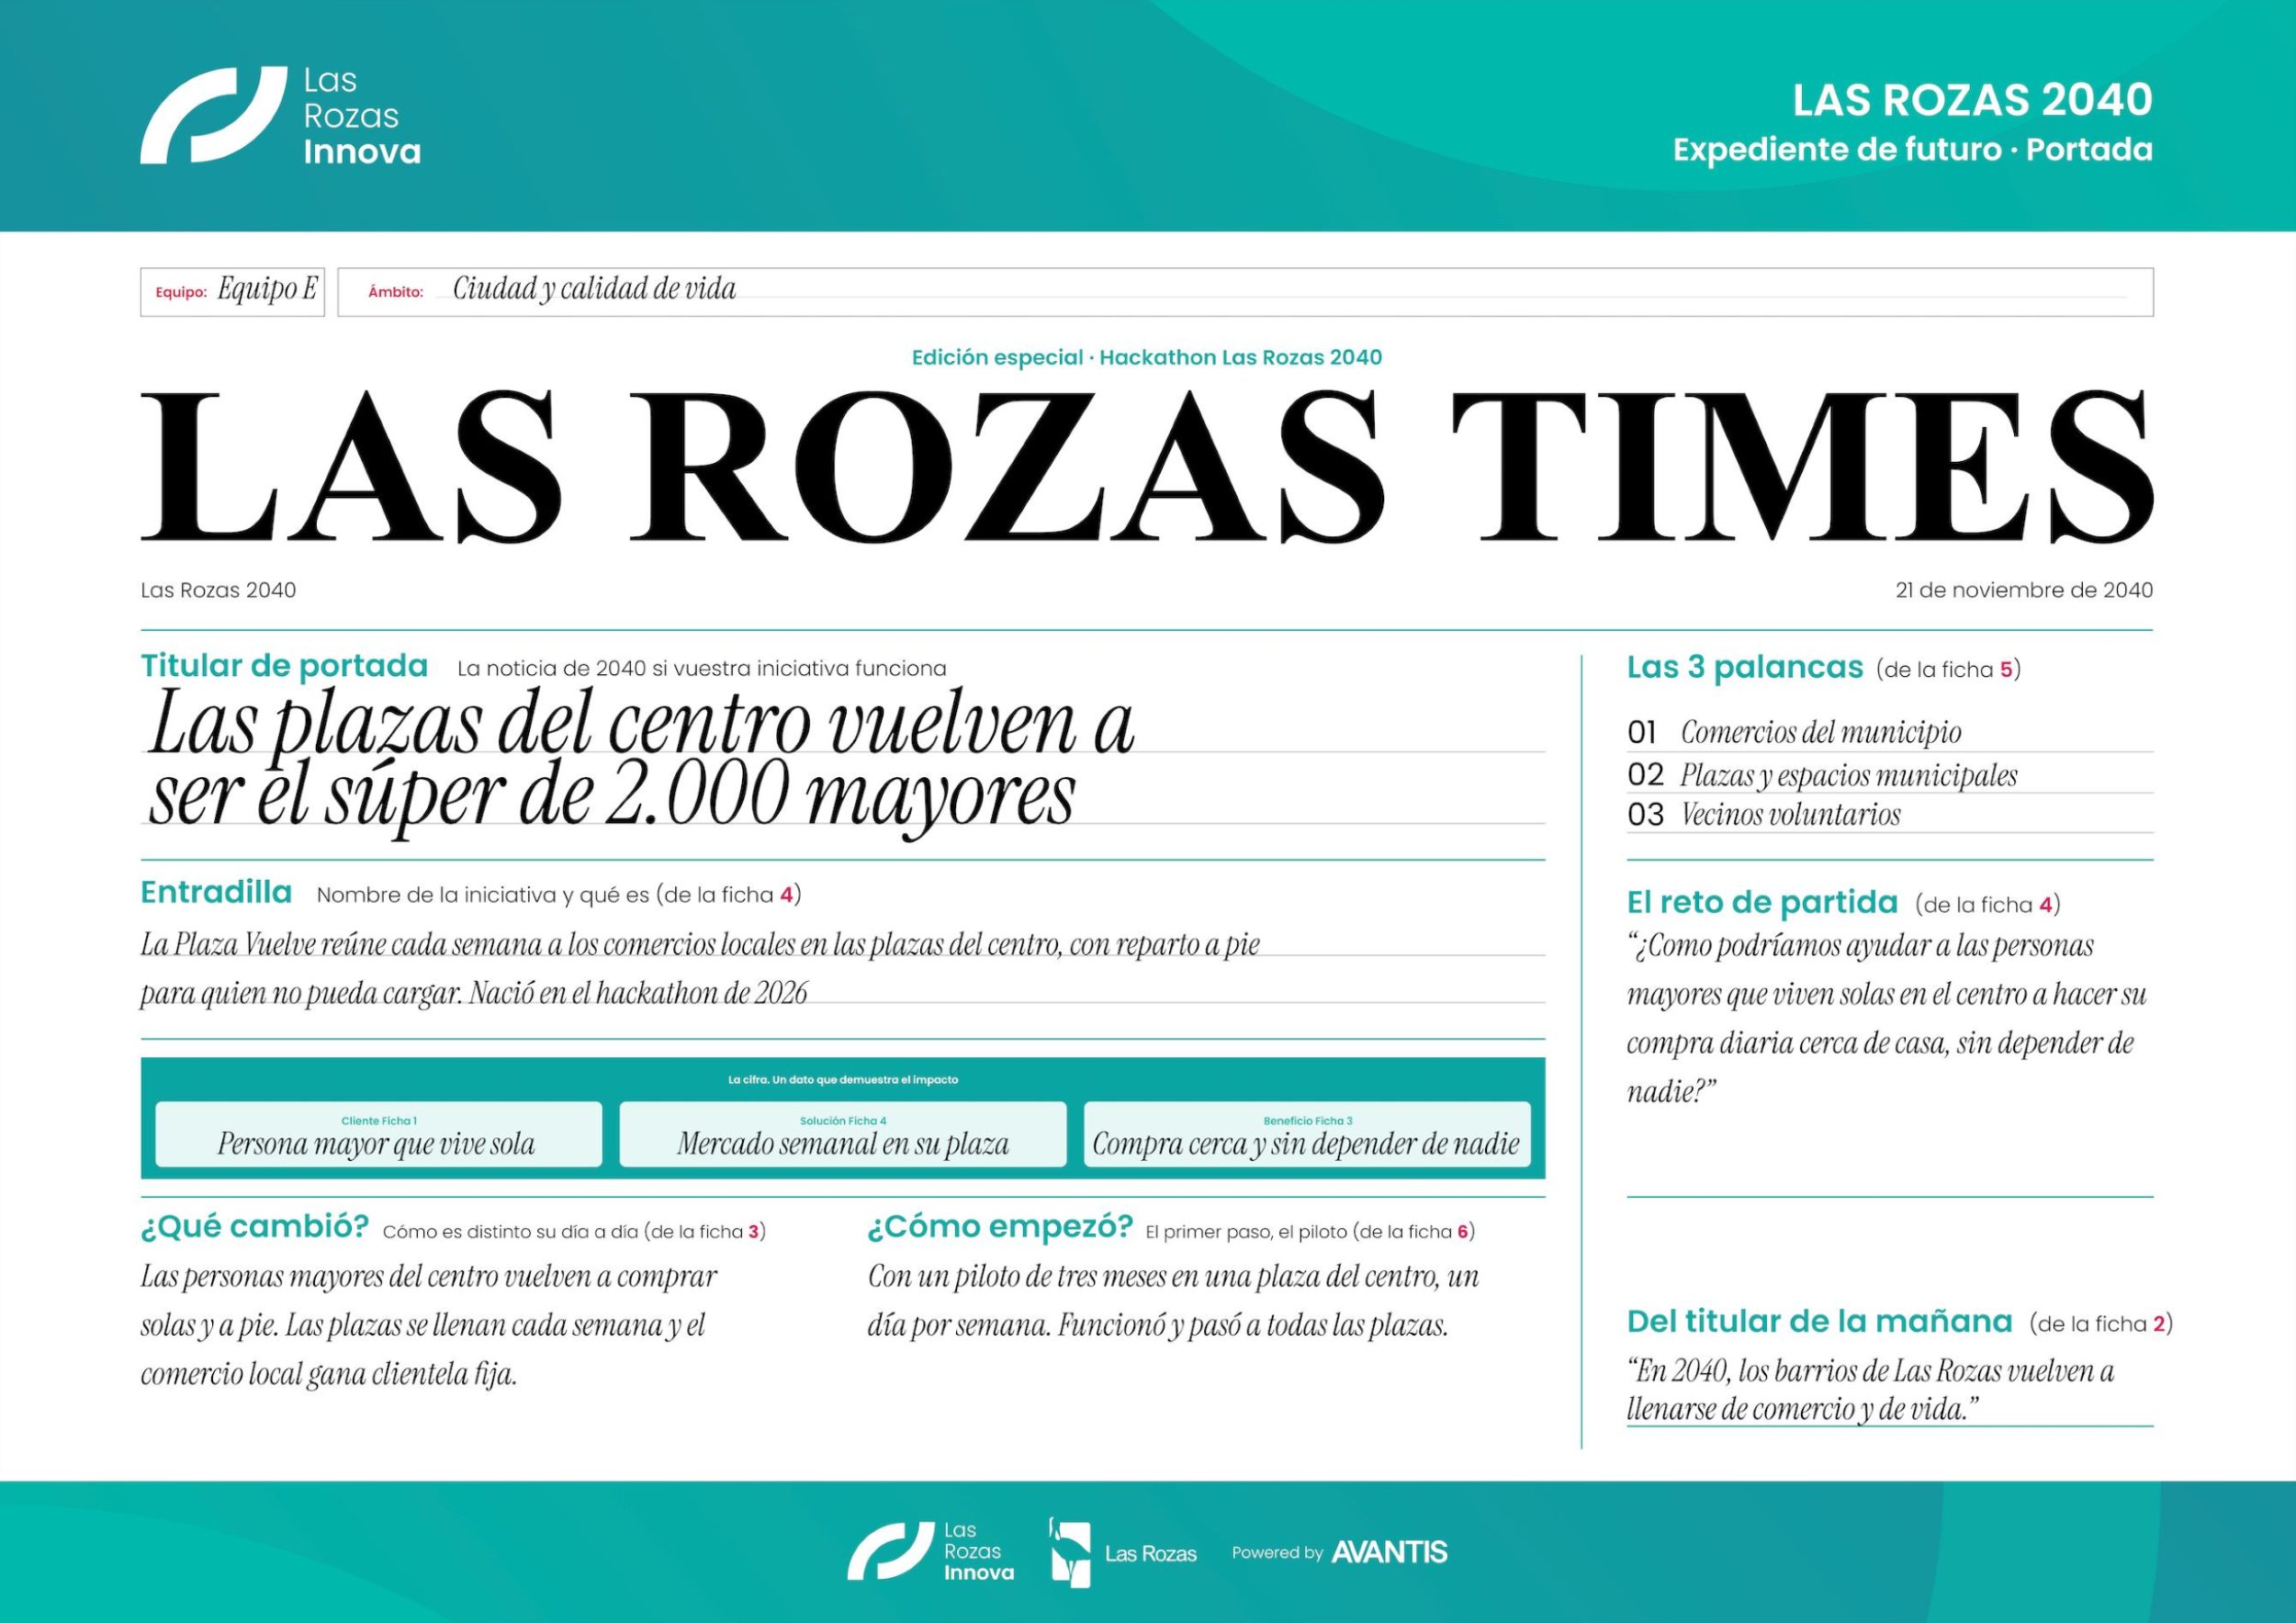 Las
Rozas
Innova
LAS ROZAS 2040
Expediente de futuro · Portada
Equipo: Equipo E
Ámbito: Ciudad y calidad de vida
Edición especial · Hackathon Las Rozas 2040
LAS ROZAS TIMES
Las Rozas 2040
21 de noviembre de 2040
Titular de portada La noticia de 2040 si vuestra iniciativa funciona
Las plazas del centro vuelven a
ser el súper de 2.000 mayores
Entradilla Nombre de la iniciativa y qué es (de la ficha 4)
La Plaza Vuelve reúne cada semana a los comercios locales en las plazas del centro, con reparto a pie
para quien no pueda cargar. Nació en el hackathon de 2026
La cifra. Un dato que demuestra el impacto
Cliente Ficha 1
Persona mayor que vive sola
Solución Ficha 4
Mercado semanal en su plaza
Beneficio Ficha 3
Compra cerca y sin depender de nadie
¿Qué cambió? Cómo es distinto su día a día (de la ficha 3)
Las personas mayores del centro vuelven a comprar
solas y a pie. Las plazas se llenan cada semana y el
comercio local gana clientela fija.
¿Cómo empezó? El primer paso, el piloto (de la ficha 6)
Con un piloto de tres meses en una plaza del centro, un
día por semana. Funcionó y pasó a todas las plazas.
Las 3 palancas (de la ficha 5)
01 Comercios del municipio
02 Plazas y espacios municipales
03 Vecinos voluntarios
El reto de partida (de la ficha 4)
“¿Como podríamos ayudar a las personas
mayores que viven solas en el centro a hacer su
compra diaria cerca de casa, sin depender de
nadie?”
Del titular de la mañana (de la ficha 2)
“En 2040, los barrios de Las Rozas vuelven a
llenarse de comercio y de vida.”
Las
Rozas
Innova
Las Rozas
Powered by AVANTIS